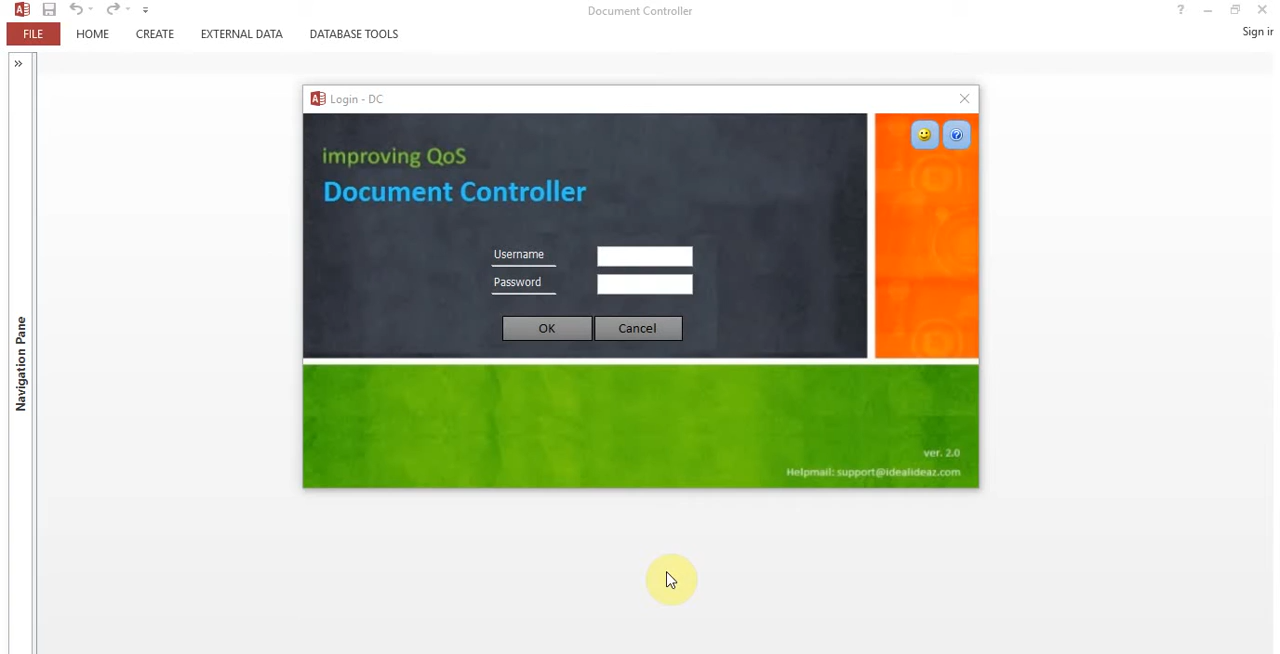 Document Controller
?
FILE HOME CREATE EXTERNAL DATA DATABASE TOOLS
Sign in
»
Login - DC
improving QoS
Document Controller
Username
Password
OK Cancel
Navigation Pane
ver. 2.0
Helpmail: support@idealideaz.com